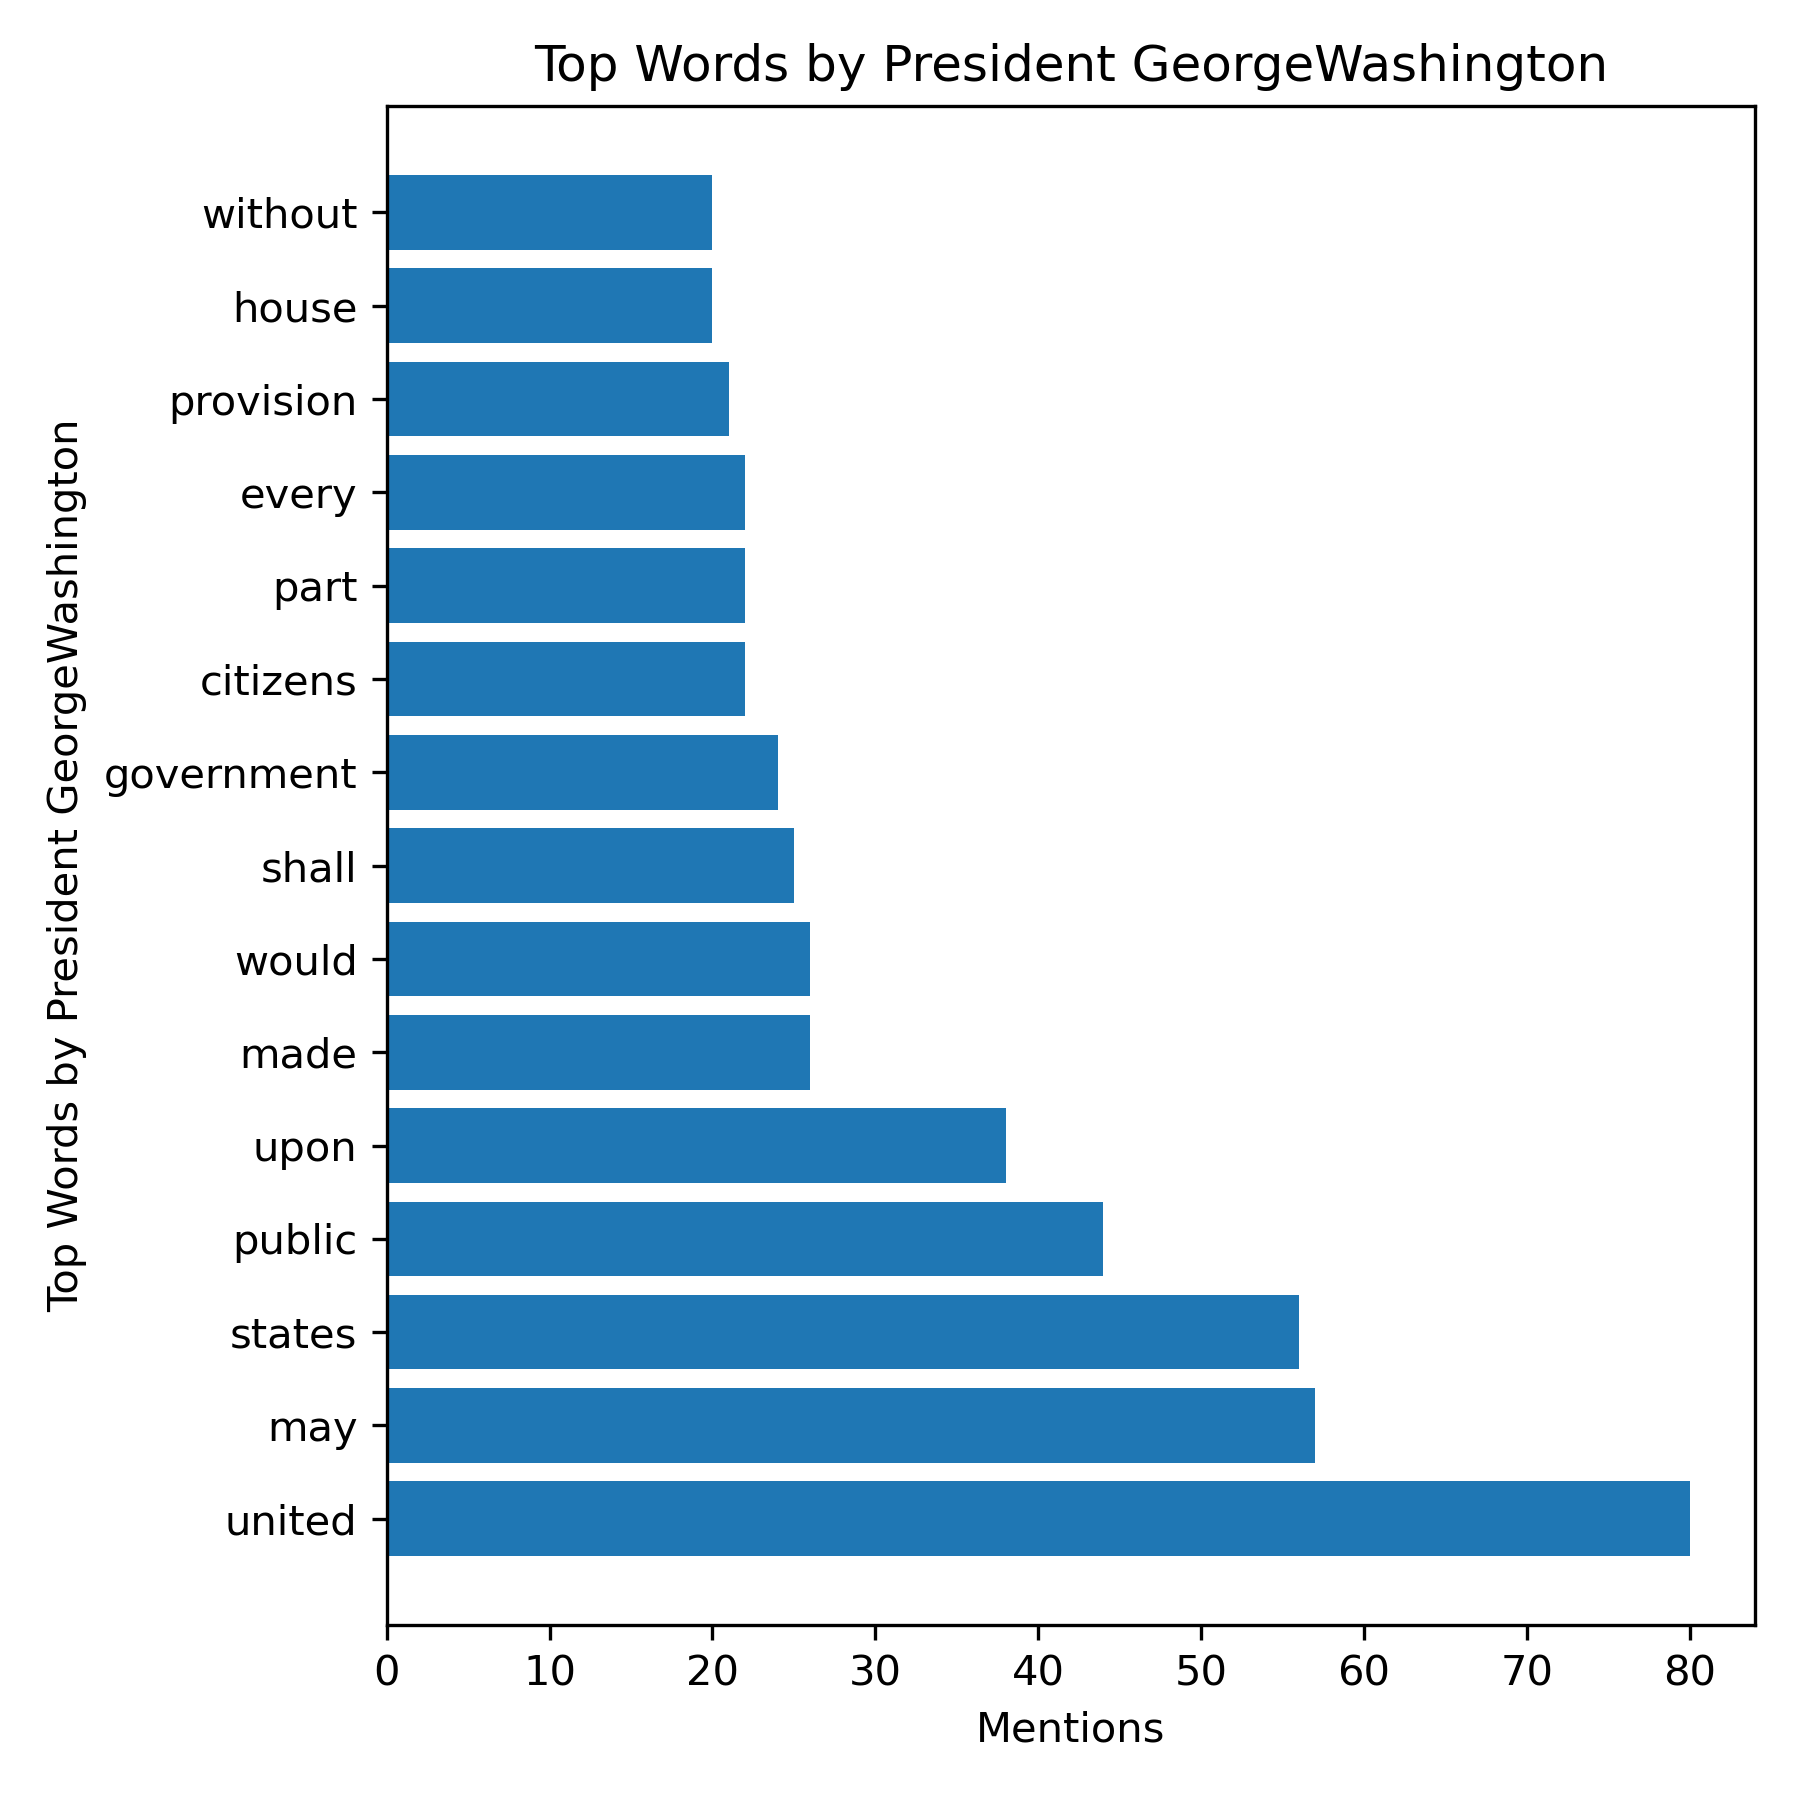 Top Words by President GeorgeWashington
Top Words by President GeorgeWashington
without
house
provision
every
part
citizens
government
shall
would
made
upon
public
states
may
united
0 10 20 30 40 50 60 70 80
Mentions